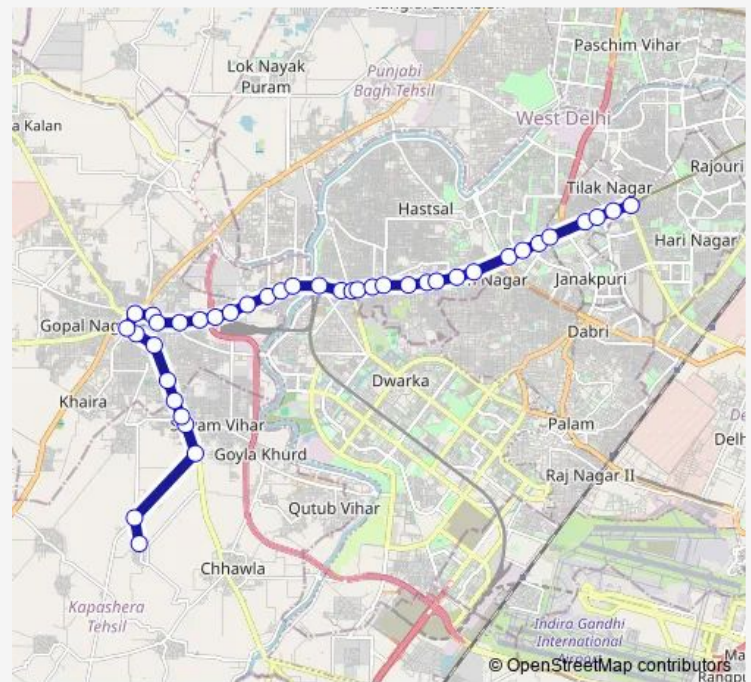 Paschim Vihar
Lok Nayak
Puram
Punjabi
Bagh Tehsil
a Kalan
West Delhi
Tilak Nagar
Rajouri
Hastsal
Hari Nagar
Nagar
Janakpuri
Gopal Nag
Dabri
Khaira
Dwarka
Palam
Vihar
Goyla Khurd
Raj Nagar II
Qutub Vihar
Chhawla
Kapashera
Tehsil
Indira Gandhi
International
Airport
© OpenStreetMap contributors